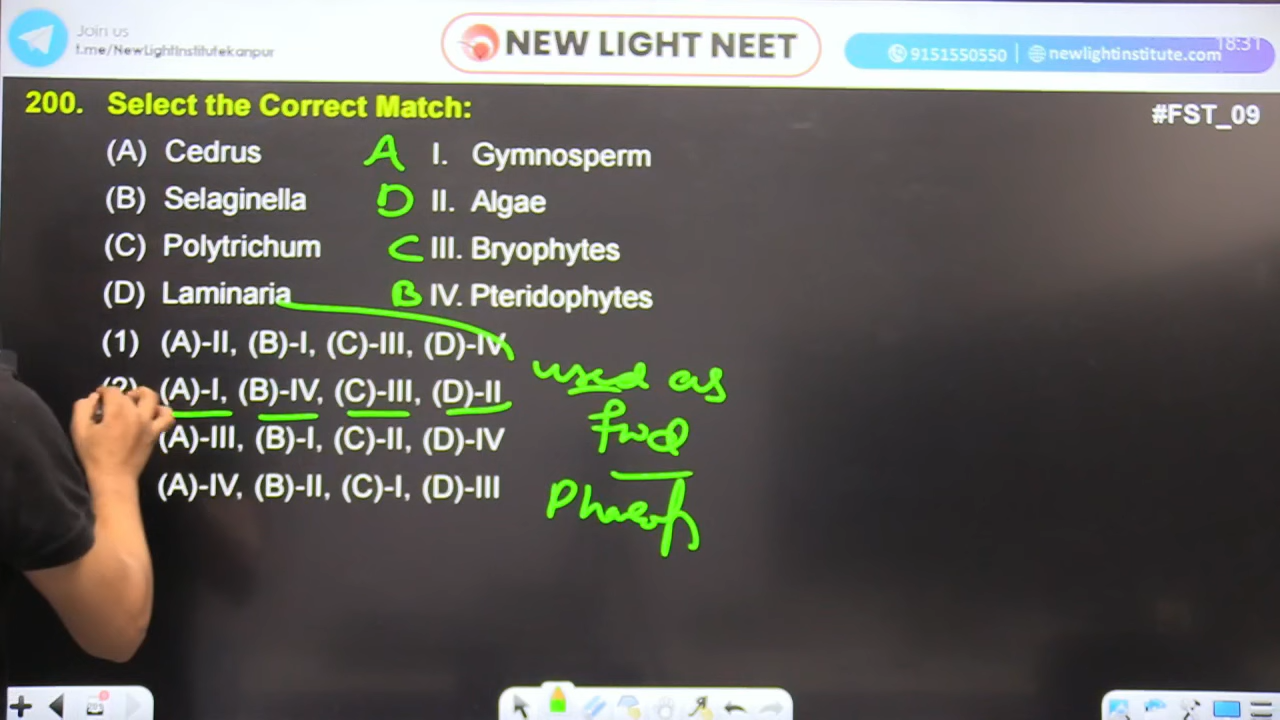 Join us
t.me/NewLightInstitutekanpur
NEW LIGHT NEET
9151550550 | newlightinstitute.com
18:31
200. Select the Correct Match:
#FST_09
(A) Cedrus A I. Gymnosperm
(B) Selaginella D II. Algae
(C) Polytrichum C III. Bryophytes
(D) Laminaria B IV. Pteridophytes
(1) (A)-II, (B)-I, (C)-III, (D)-IV
(2) (A)-I, (B)-IV, (C)-III, (D)-II
(A)-III, (B)-I, (C)-II, (D)-IV
(A)-IV, (B)-II, (C)-I, (D)-III
used as
food